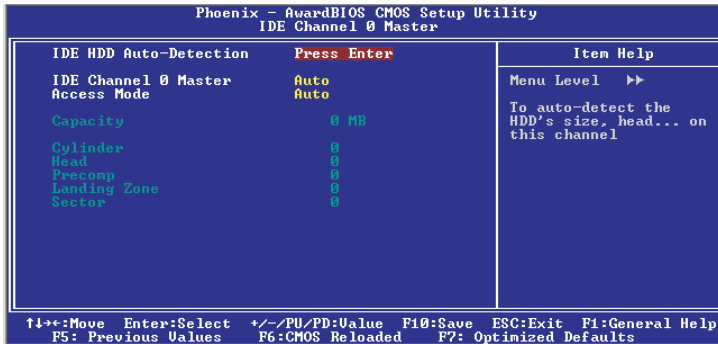 Phoenix - AwardBIOS CMOS Setup Utility
IDE Channel 0 Master
IDE HDD Auto-Detection Press Enter
Item Help
IDE Channel 0 Master Auto
Access Mode Auto
Capacity 0 MB
Cylinder 0
Head 0
Precomp 0
Landing Zone 0
Sector 0
Menu Level ▸▸
To auto-detect the
HDD's size, head... on
this channel
↑↓→←:Move Enter:Select +/-/PU/PD:Value F10:Save ESC:Exit F1:General Help
F5: Previous Values F6:CMOS Reloaded F7: Optimized Defaults